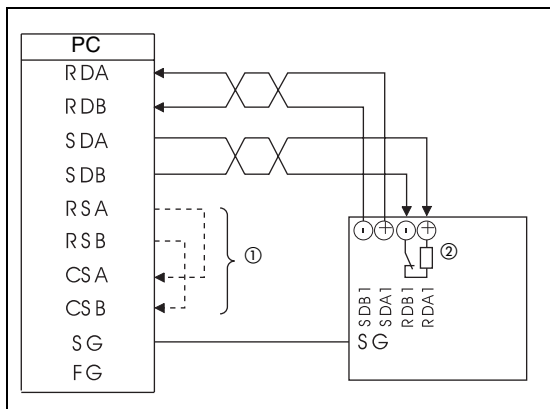 PC
RDA
RDB
SDA
SDB
RSA
RSB
CSA
CSB
SG
FG
①
- + - +
②
SDB1
SDA1
RDB1
RDA1
SG